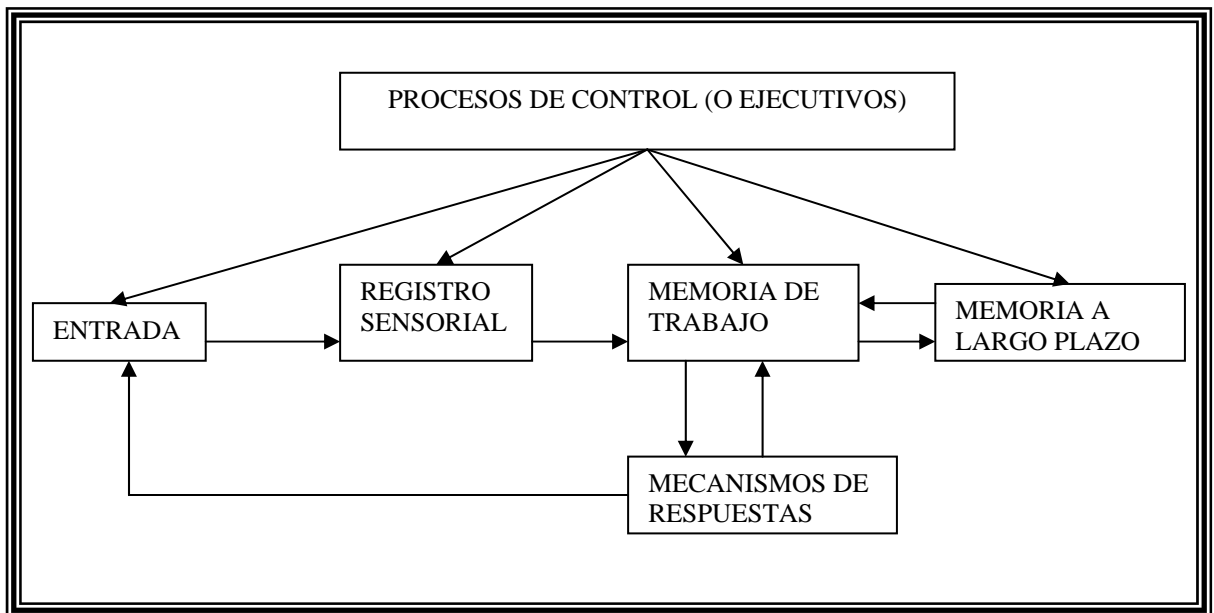 PROCESOS DE CONTROL (O EJECUTIVOS)
ENTRADA
REGISTRO
SENSORIAL
MEMORIA DE
TRABAJO
MEMORIA A
LARGO PLAZO
MECANISMOS DE
RESPUESTAS